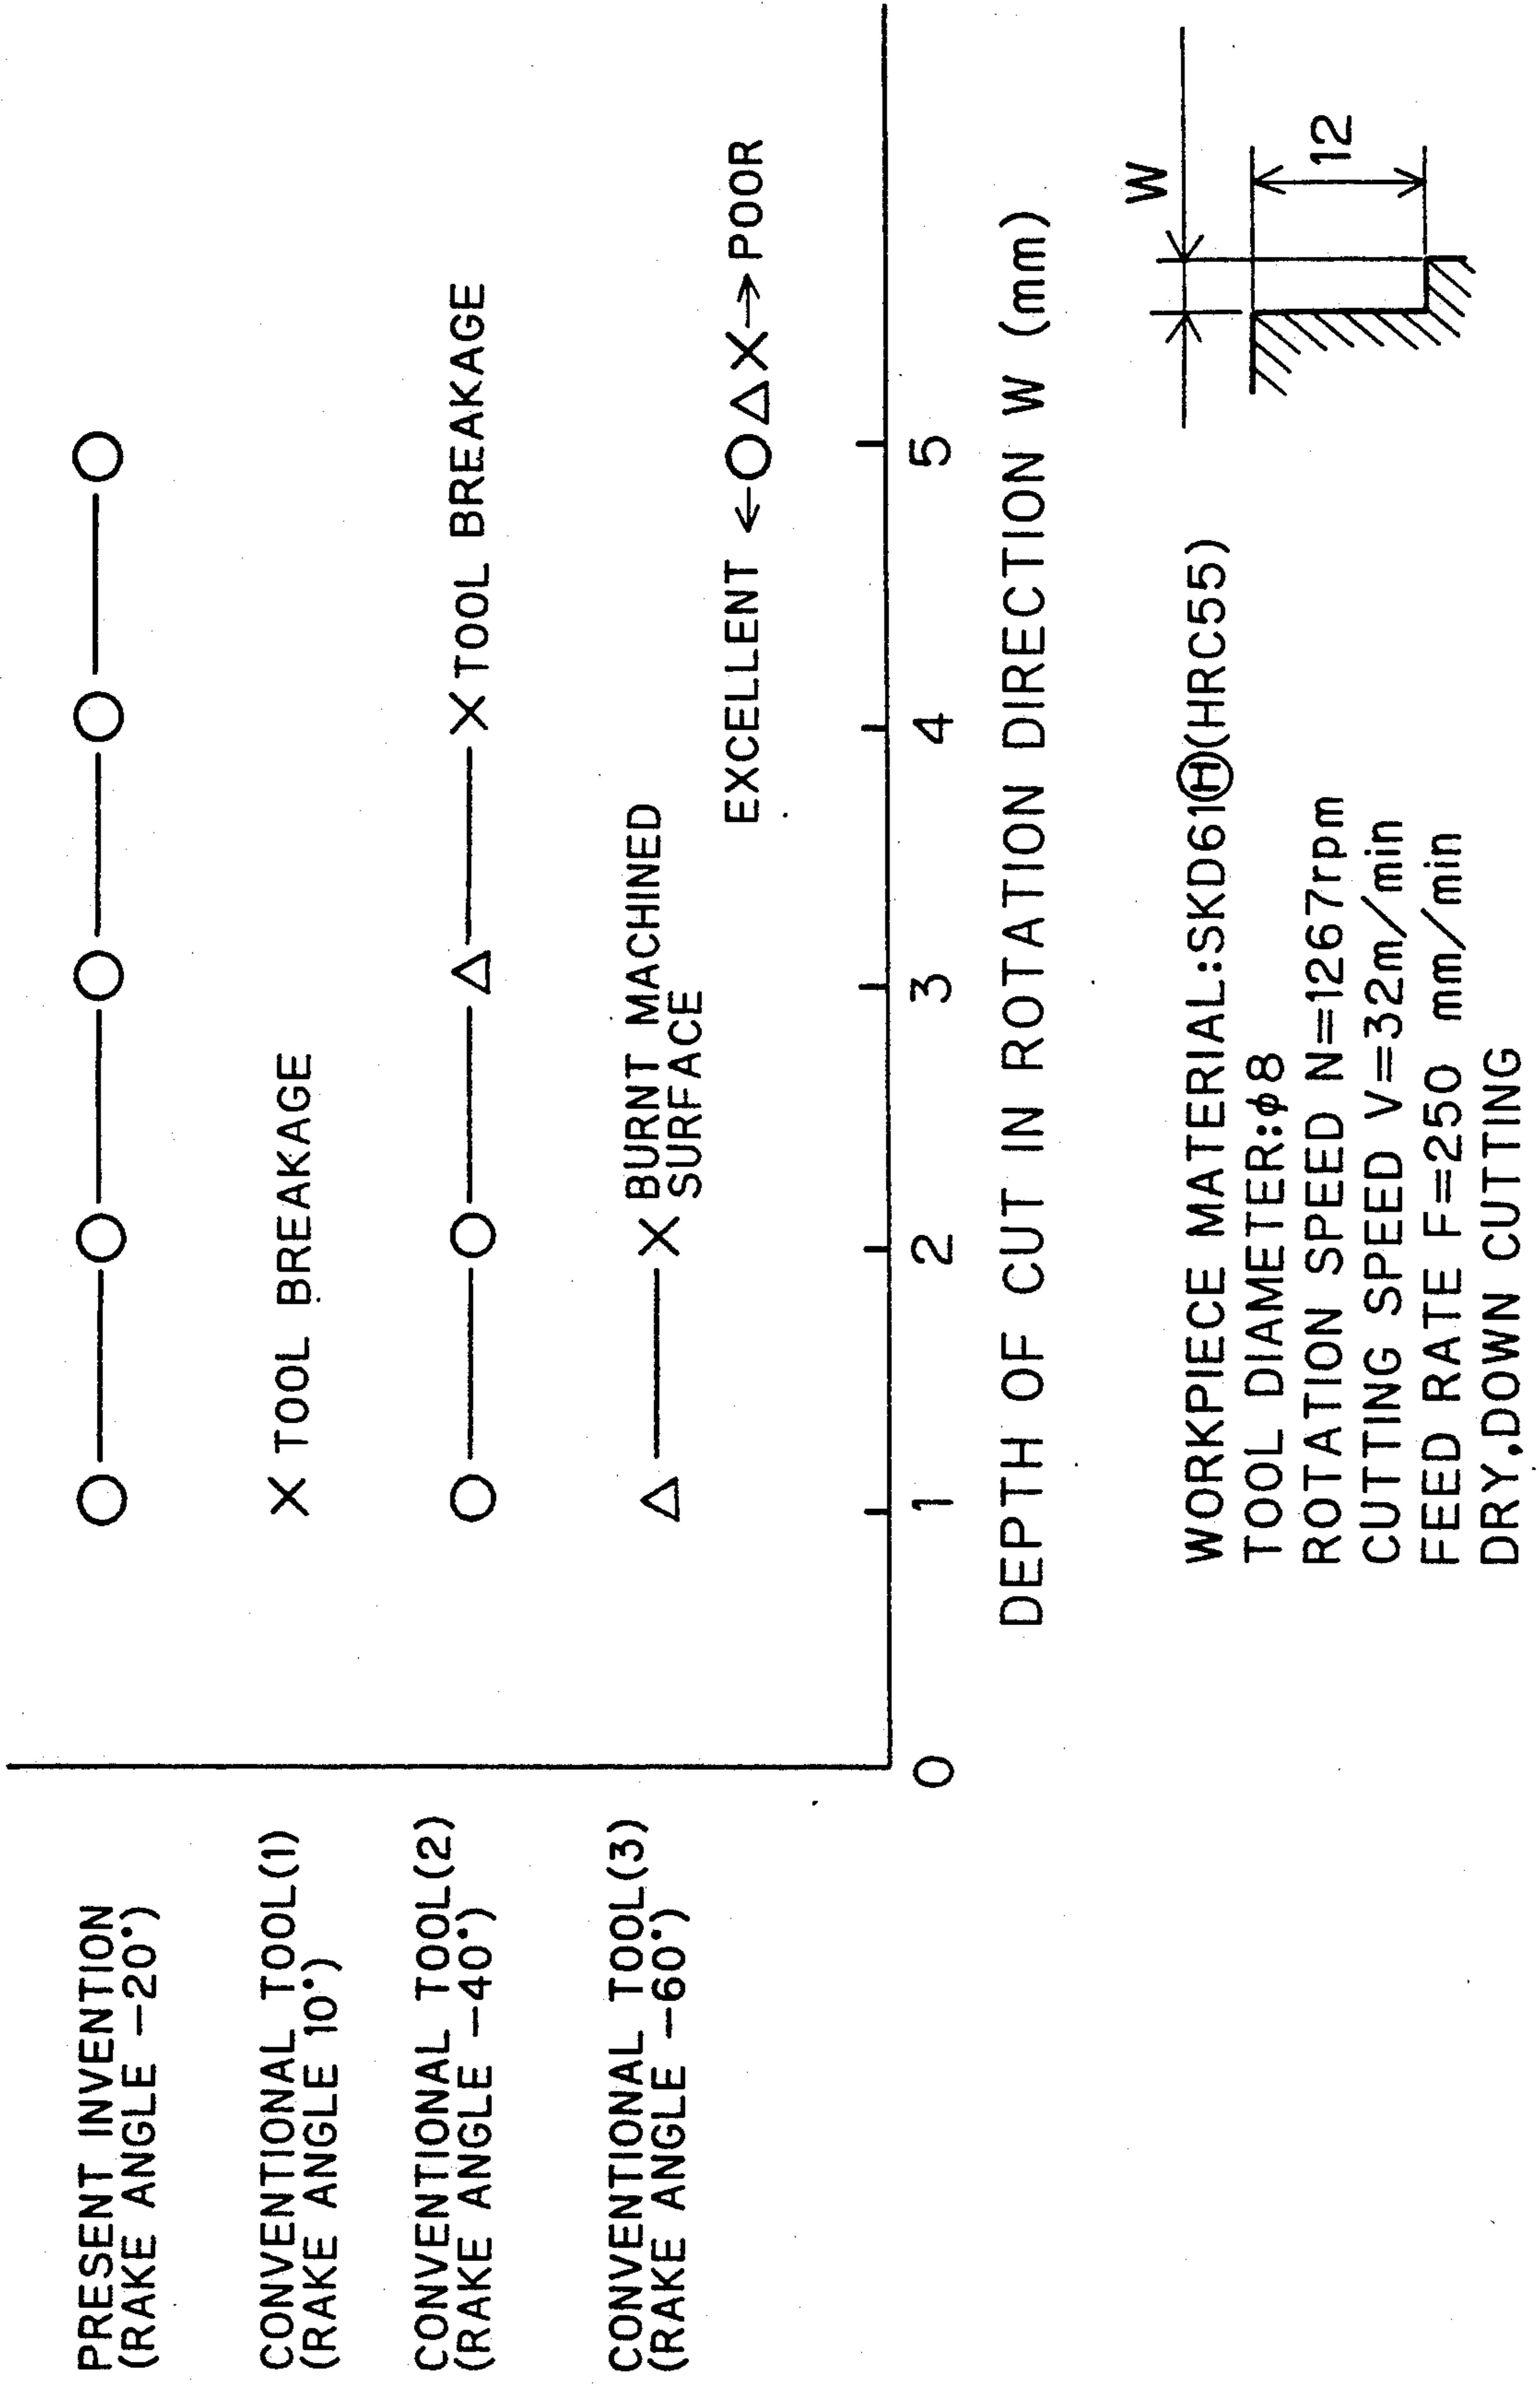 PRESENT INVENTION
(RAKE ANGLE −20°)
○ ○ ○ ○ ○
CONVENTIONAL TOOL(1)
(RAKE ANGLE 10°)
X TOOL BREAKAGE
CONVENTIONAL TOOL(2)
(RAKE ANGLE −40°)
○ ○ △ X TOOL BREAKAGE
CONVENTIONAL TOOL(3)
(RAKE ANGLE −60°)
△ X BURNT MACHINED
SURFACE
EXCELLENT ←○△X→ POOR
0 1 2 3 4 5
DEPTH OF CUT IN ROTATION DIRECTION W (mm)
WORKPIECE MATERIAL:SKD61Ⓗ(HRC55)
TOOL DIAMETER:φ8
ROTATION SPEED N=1267rpm
CUTTING SPEED V=32m/min
FEED RATE F=250 mm/min
DRY,DOWN CUTTING
W
12